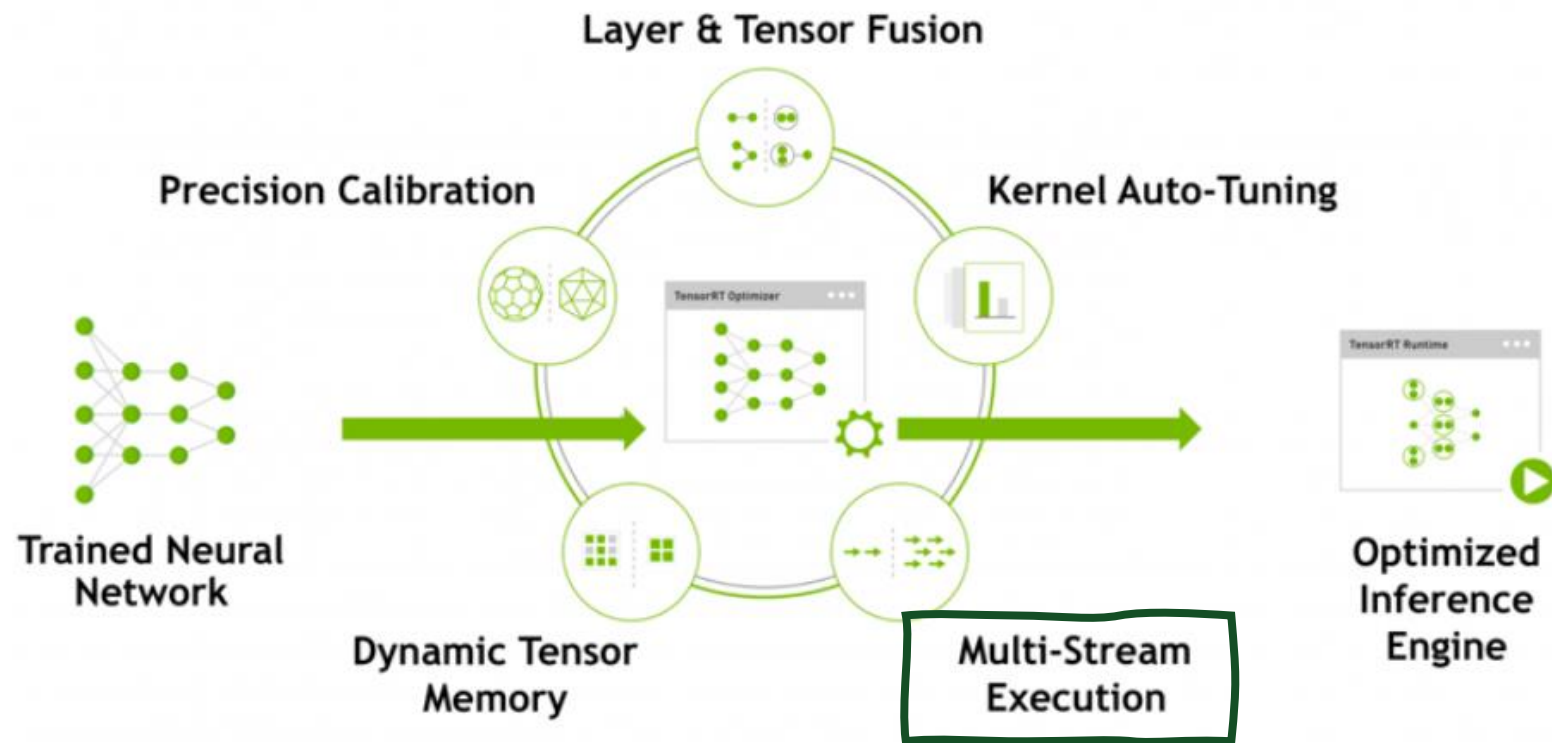 Layer & Tensor Fusion
Precision Calibration
Kernel Auto-Tuning
TensorRT Optimizer
TensorRT Runtime
Trained Neural
Network
Optimized
Inference
Engine
Dynamic Tensor
Memory
Multi-Stream
Execution